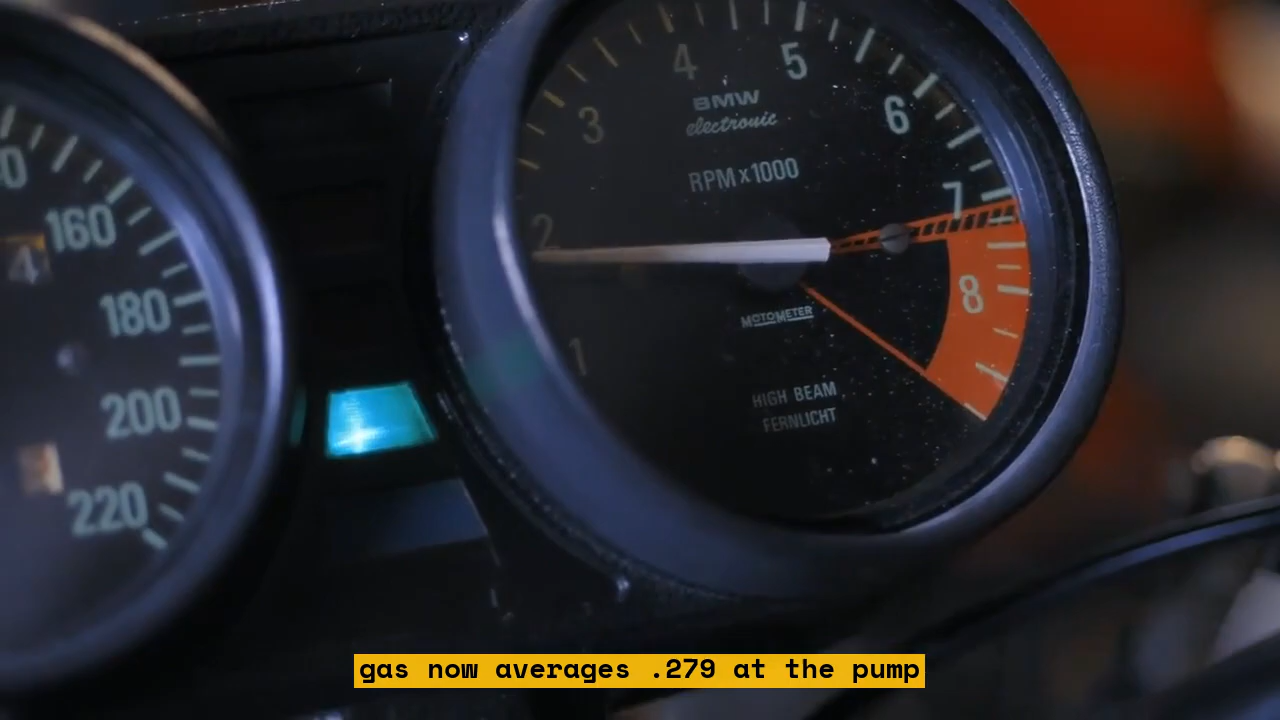 160
180
200
220
4
1
2
3
4
5
6
7
8
BMW
electronic
RPM x 1000
MOTOMETER
HIGH BEAM
FERNLICHT
gas now averages .279 at the pump